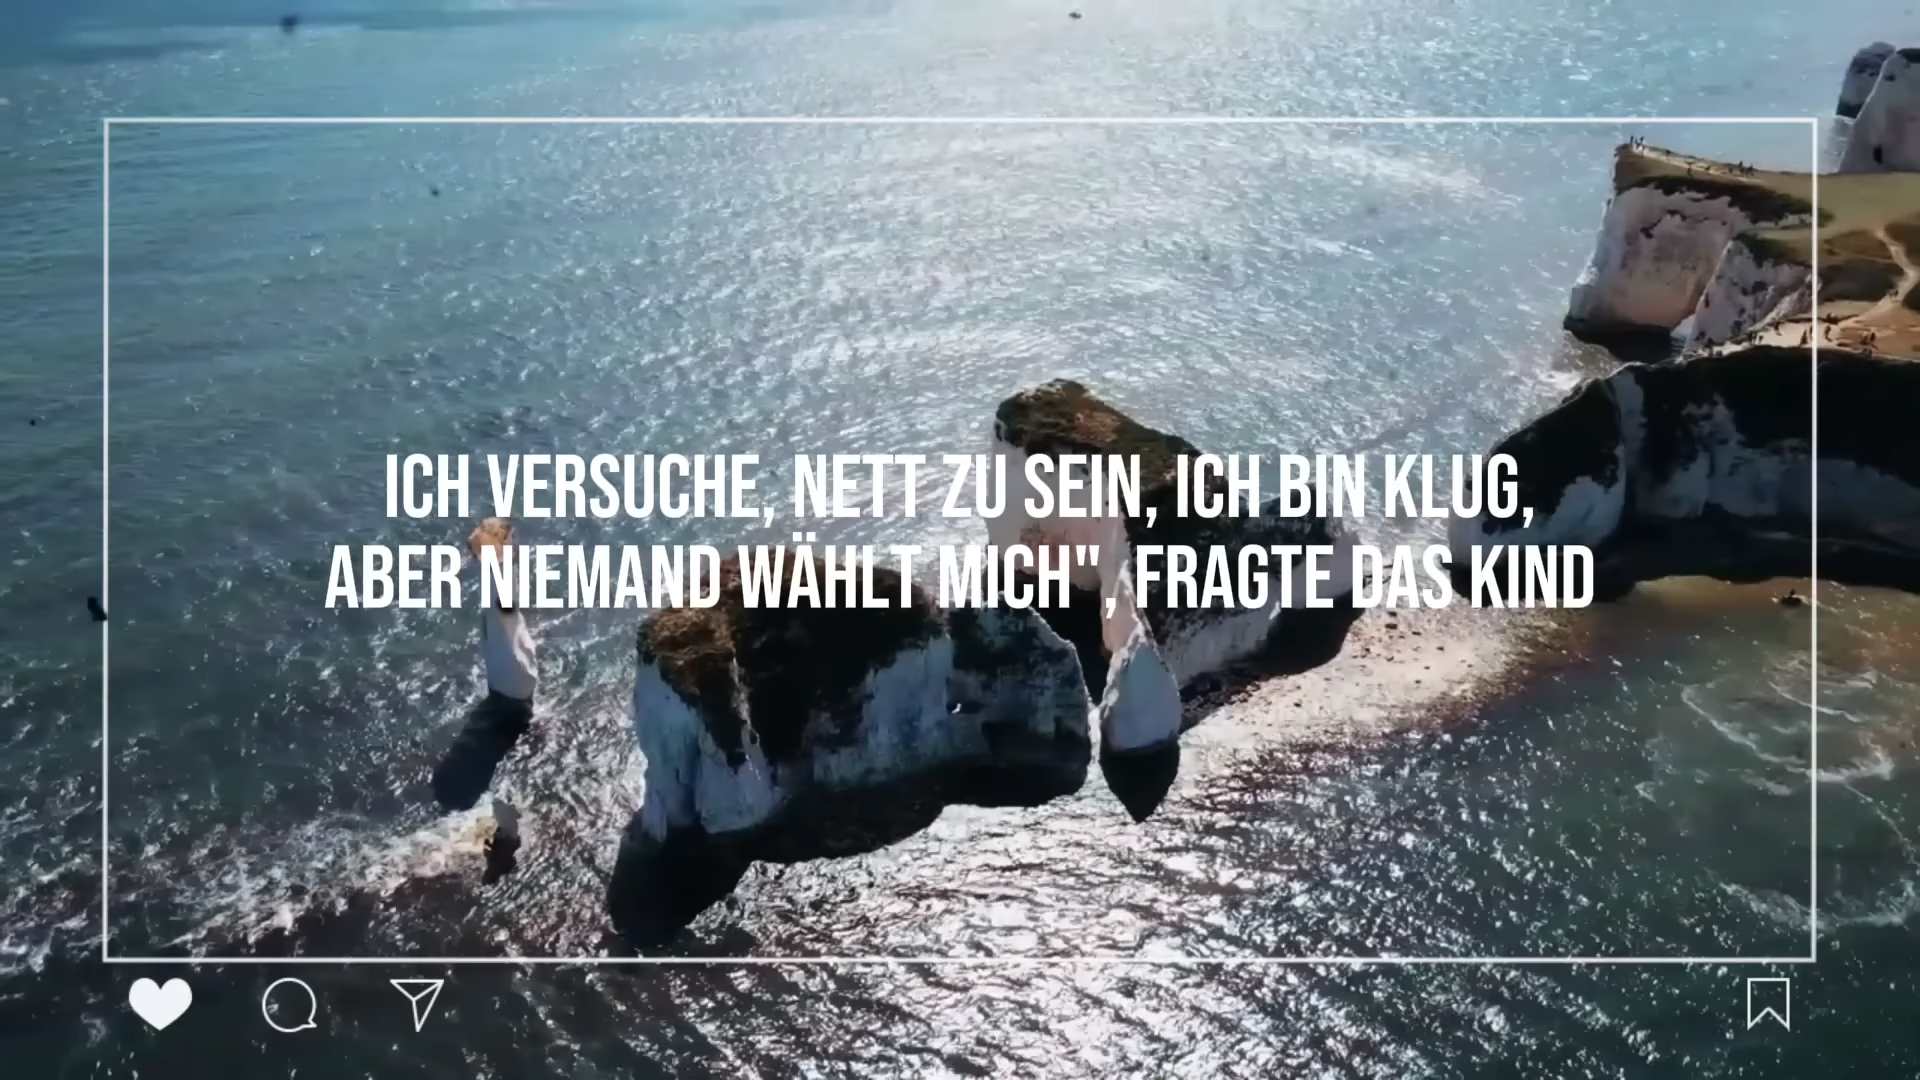 ICH VERSUCHE, NETT ZU SEIN, ICH BIN KLUG,
ABER NIEMAND WÄHLT MICH", FRAGTE DAS KIND